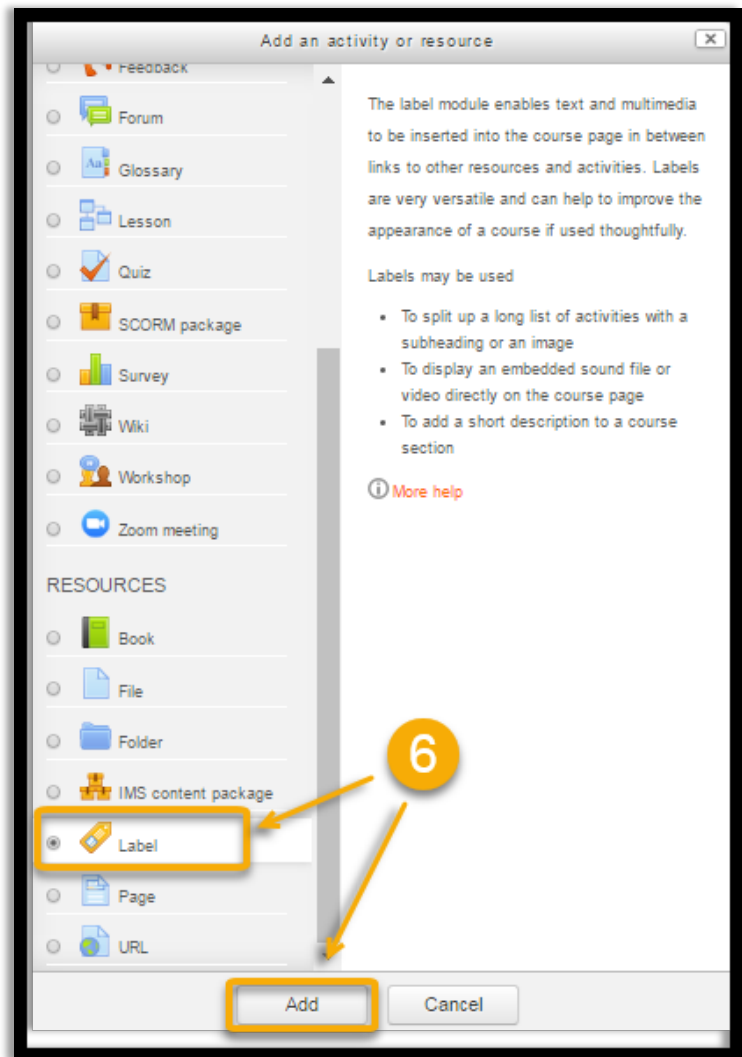 Add an activity or resource
Feedback
Forum
Glossary
Lesson
Quiz
SCORM package
Survey
Wiki
Workshop
Zoom meeting
RESOURCES
Book
File
Folder
IMS content package
Label
Page
URL
The label module enables text and multimedia
to be inserted into the course page in between
links to other resources and activities. Labels
are very versatile and can help to improve the
appearance of a course if used thoughtfully.
Labels may be used
• To split up a long list of activities with a
subheading or an image
• To display an embedded sound file or
video directly on the course page
• To add a short description to a course
section
More help
6
Add
Cancel